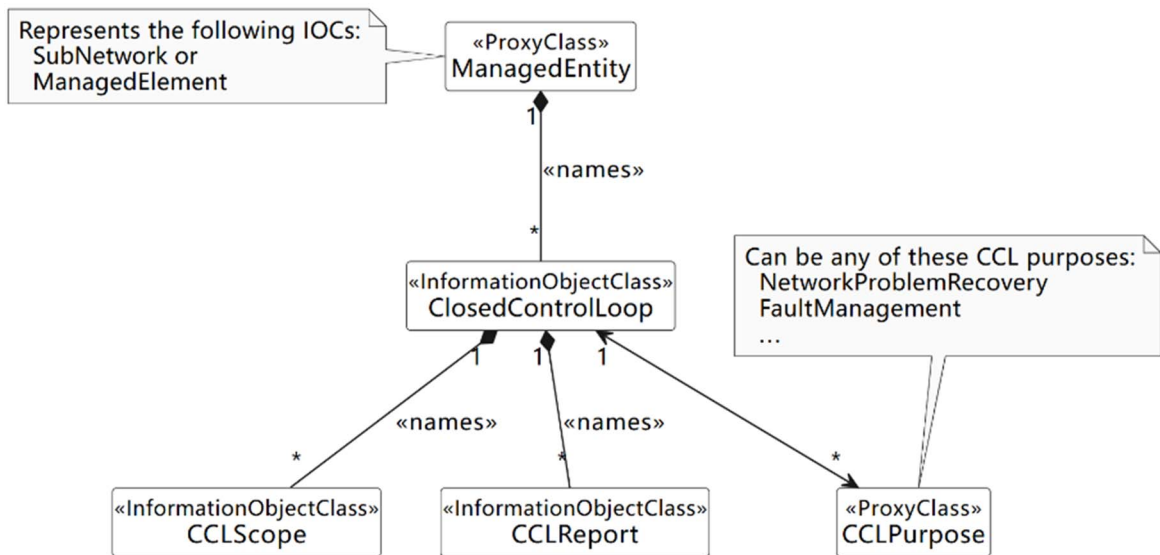 Represents the following IOCs:
SubNetwork or
ManagedElement
«ProxyClass»
ManagedEntity
1
«names»
*
Can be any of these CCL purposes:
NetworkProblemRecovery
FaultManagement
...
«InformationObjectClass»
ClosedControlLoop
1
1
1
«names»
«names»
*
*
*
«InformationObjectClass»
CCLScope
«InformationObjectClass»
CCLReport
«ProxyClass»
CCLPurpose